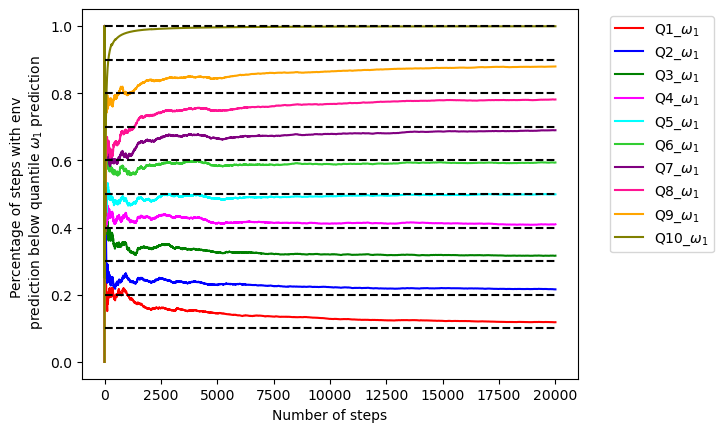 Percentage of steps with env
prediction below quantile ω₁ prediction
1.0
0.8
0.6
0.4
0.2
0.0
0
2500
5000
7500
10000
12500
15000
17500
20000
Number of steps
Q1_ω₁
Q2_ω₁
Q3_ω₁
Q4_ω₁
Q5_ω₁
Q6_ω₁
Q7_ω₁
Q8_ω₁
Q9_ω₁
Q10_ω₁